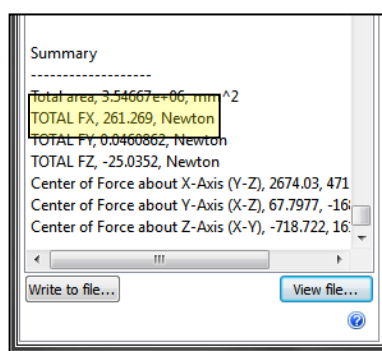 Summary
-------------------
Total area, 3.54667e+06, mm^2
TOTAL FX, 261.269, Newton
TOTAL FY, 0.0460862, Newton
TOTAL FZ, -25.0352, Newton
Center of Force about X-Axis (Y-Z), 2674.03, 471
Center of Force about Y-Axis (X-Z), 67.7977, -16
Center of Force about Z-Axis (X-Y), -718.722, 16
Write to file...
View file...